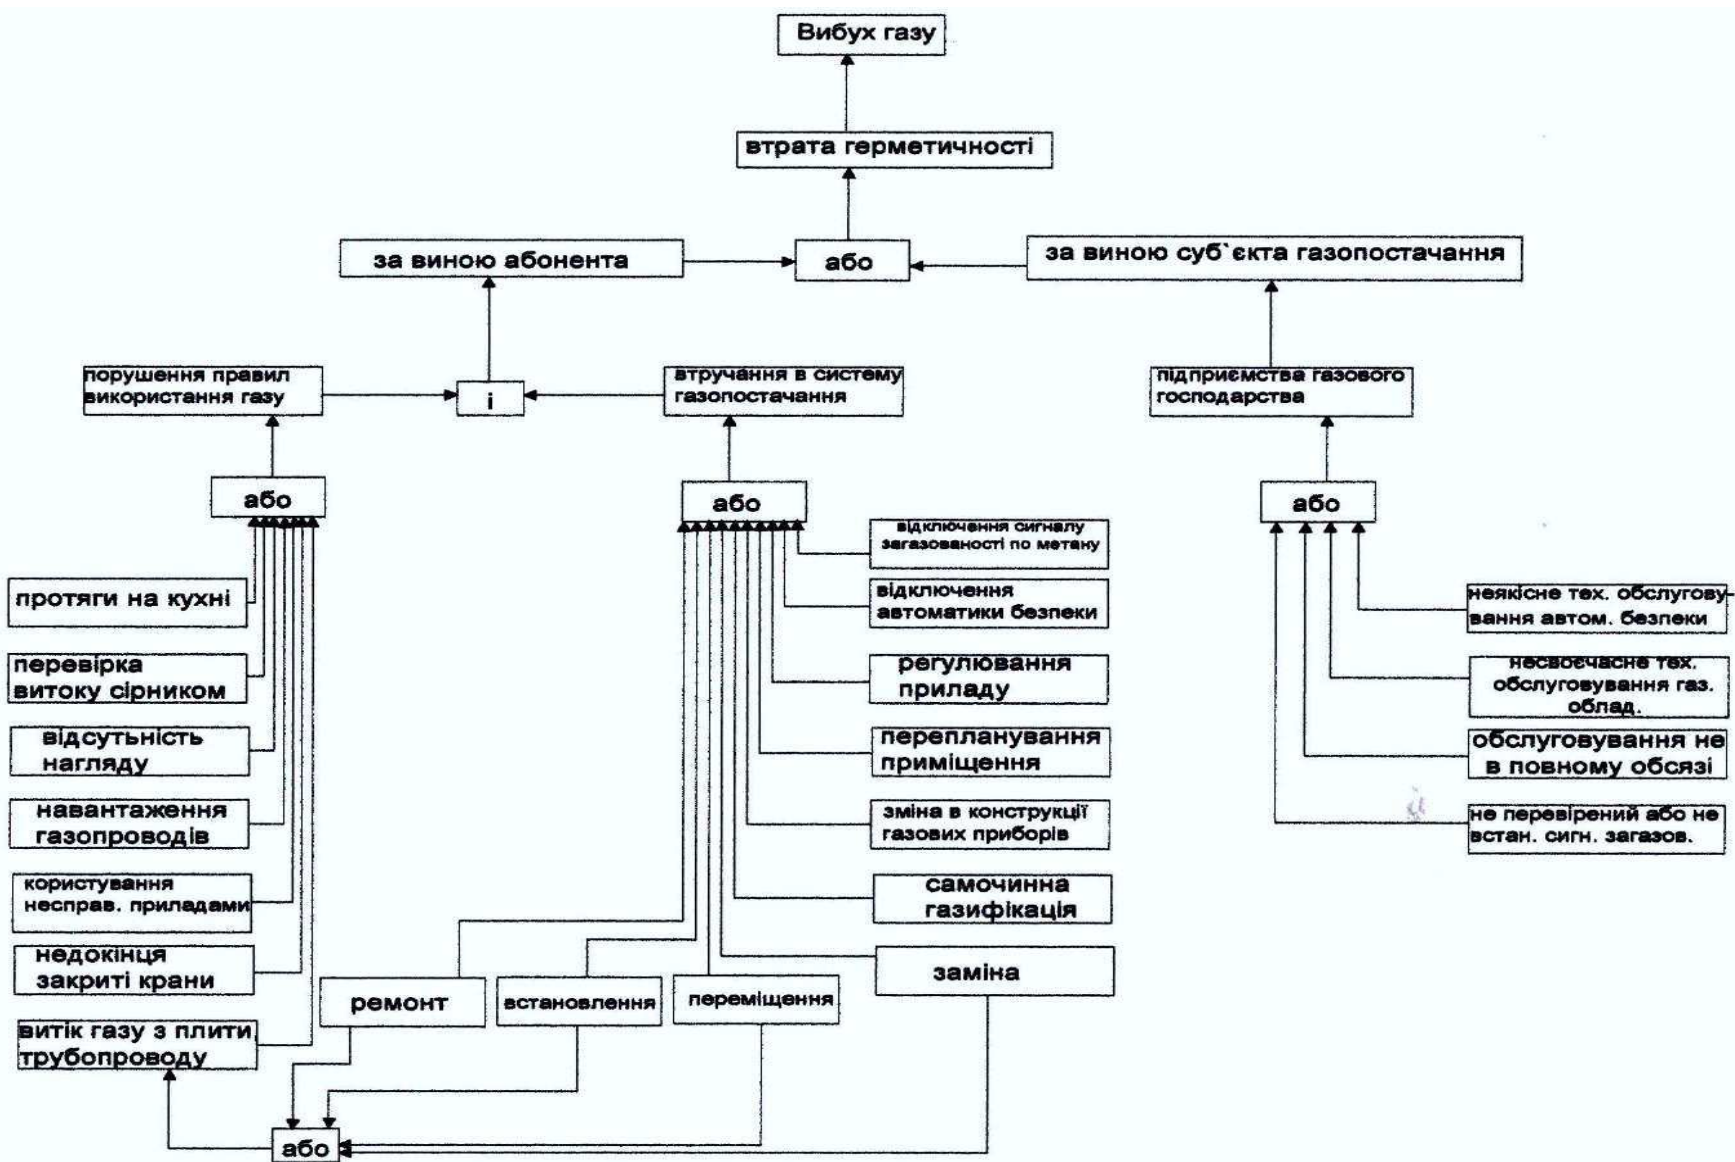 Вибух газу
втрата герметичності
за виною абонента
або
за виною суб`єкта газопостачання
порушення правил
використання газу
і
втручання в систему
газопостачання
підприємства газового
господарства
або
або
або
протяги на кухні
перевірка
витоку сірником
відсутьність
нагляду
навантаження
газопроводів
користування
несправ. приладами
недокінця
закриті крани
витік газу з плити,
трубопроводу
відключення сигналу
загазованості по метану
відключення
автоматики безпеки
регулювання
приладу
перепланування
приміщення
зміна в конструкції
газових приборів
самочинна
газифікація
заміна
ремонт
встановлення
переміщення
або
неякісне тех. обслугову-
вання автом. безпеки
несвоєчасне тех.
обслуговування газ.
облад.
обслуговування не
в повному обсязі
не перевірений або не
встан. сигн. загазов.